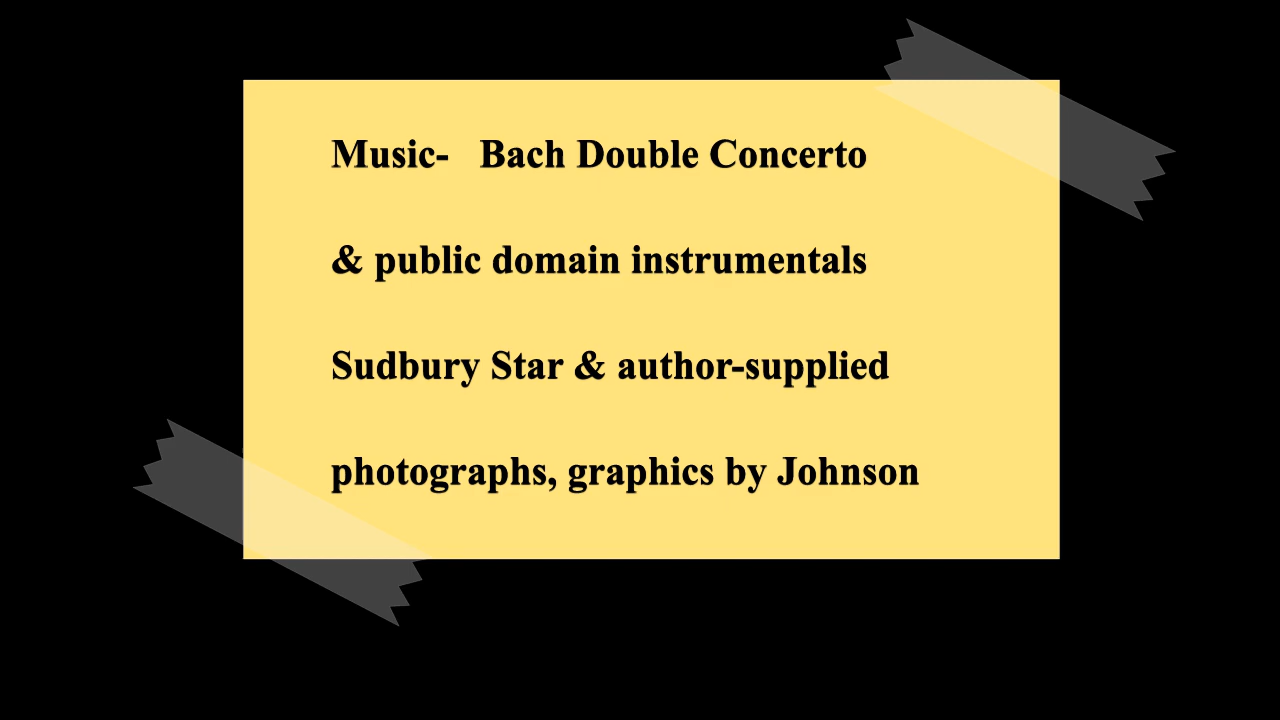 Music- Bach Double Concerto
& public domain instrumentals
Sudbury Star & author-supplied
photographs, graphics by Johnson